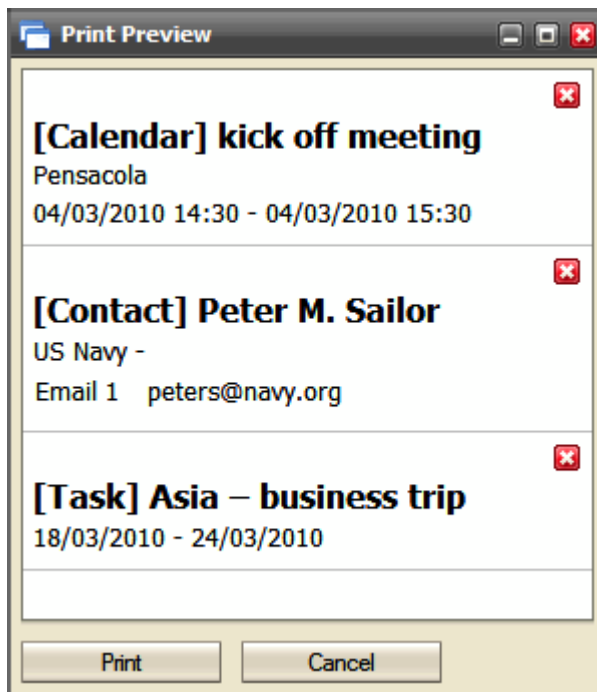 Print Preview
[Calendar] kick off meeting
Pensacola
04/03/2010 14:30 - 04/03/2010 15:30
[Contact] Peter M. Sailor
US Navy -
Email 1 peters@navy.org
[Task] Asia – business trip
18/03/2010 - 24/03/2010
Print Cancel